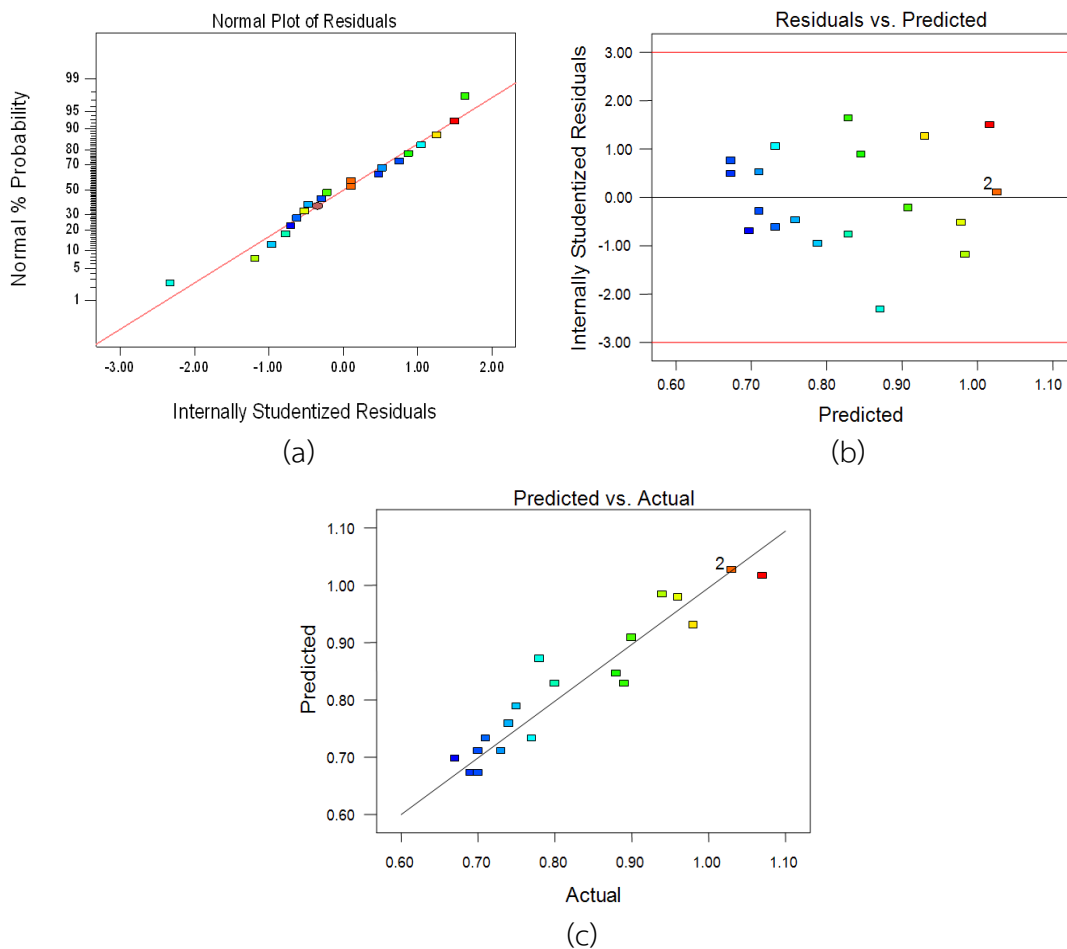 Normal Plot of Residuals
Normal % Probability
99
95
90
80
70
50
30
20
10
5
1
-3.00 -2.00 -1.00 0.00 1.00 2.00
Internally Studentized Residuals
(a)
Residuals vs. Predicted
Internally Studentized Residuals
3.00
2.00
1.00
0.00
-1.00
-2.00
-3.00
2
0.60 0.70 0.80 0.90 1.00 1.10
Predicted
(b)
Predicted vs. Actual
Predicted
1.10
1.00
0.90
0.80
0.70
0.60
2
0.60 0.70 0.80 0.90 1.00 1.10
Actual
(c)